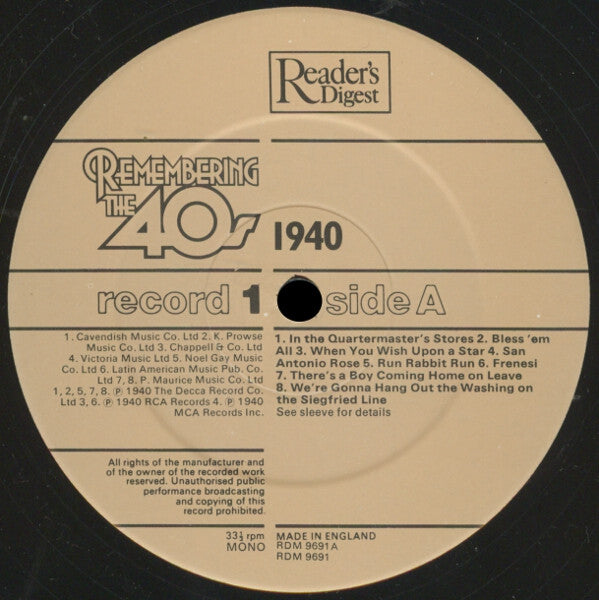 Reader's
Digest
REMEMBERING
THE
40s
1940
record 1 side A
1. Cavendish Music Co. Ltd 2. K. Prowse
Music Co. Ltd 3. Chappell & Co. Ltd
4. Victoria Music Ltd 5. Noel Gay Music
Co. Ltd 6. Latin American Music Pub. Co.
Ltd 7, 8. P. Maurice Music Co. Ltd
1, 2, 5, 7, 8. ℗ 1940 The Decca Record Co.
Ltd 3, 6. ℗ 1940 RCA Records 4. ℗ 1940
MCA Records Inc.
1. In the Quartermaster's Stores 2. Bless 'em
All 3. When You Wish Upon a Star 4. San
Antonio Rose 5. Run Rabbit Run 6. Frenesi
7. There's a Boy Coming Home on Leave
8. We're Gonna Hang Out the Washing on
the Siegfried Line
See sleeve for details
All rights of the manufacturer and
of the owner of the recorded work
reserved. Unauthorised public
performance broadcasting
and copying of this
record prohibited.
33⅓ rpm
MONO
MADE IN ENGLAND
RDM 9691A
RDM 9691